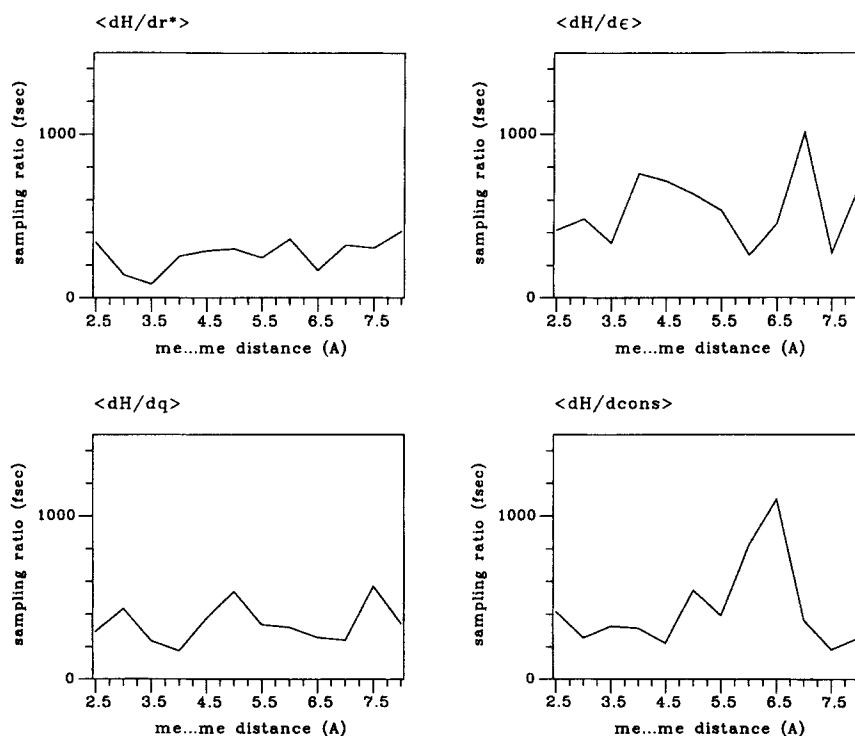 <dH/dr*>
sampling ratio (fsec)
1000
0
2.5 3.5 4.5 5.5 6.5 7.5
me...me distance (A)
<dH/dϵ>
sampling ratio (fsec)
1000
0
2.5 3.5 4.5 5.5 6.5 7.5
me...me distance (A)
<dH/dq>
sampling ratio (fsec)
1000
0
2.5 3.5 4.5 5.5 6.5 7.5
me...me distance (A)
<dH/dcons>
sampling ratio (fsec)
1000
0
2.5 3.5 4.5 5.5 6.5 7.5
me...me distance (A)